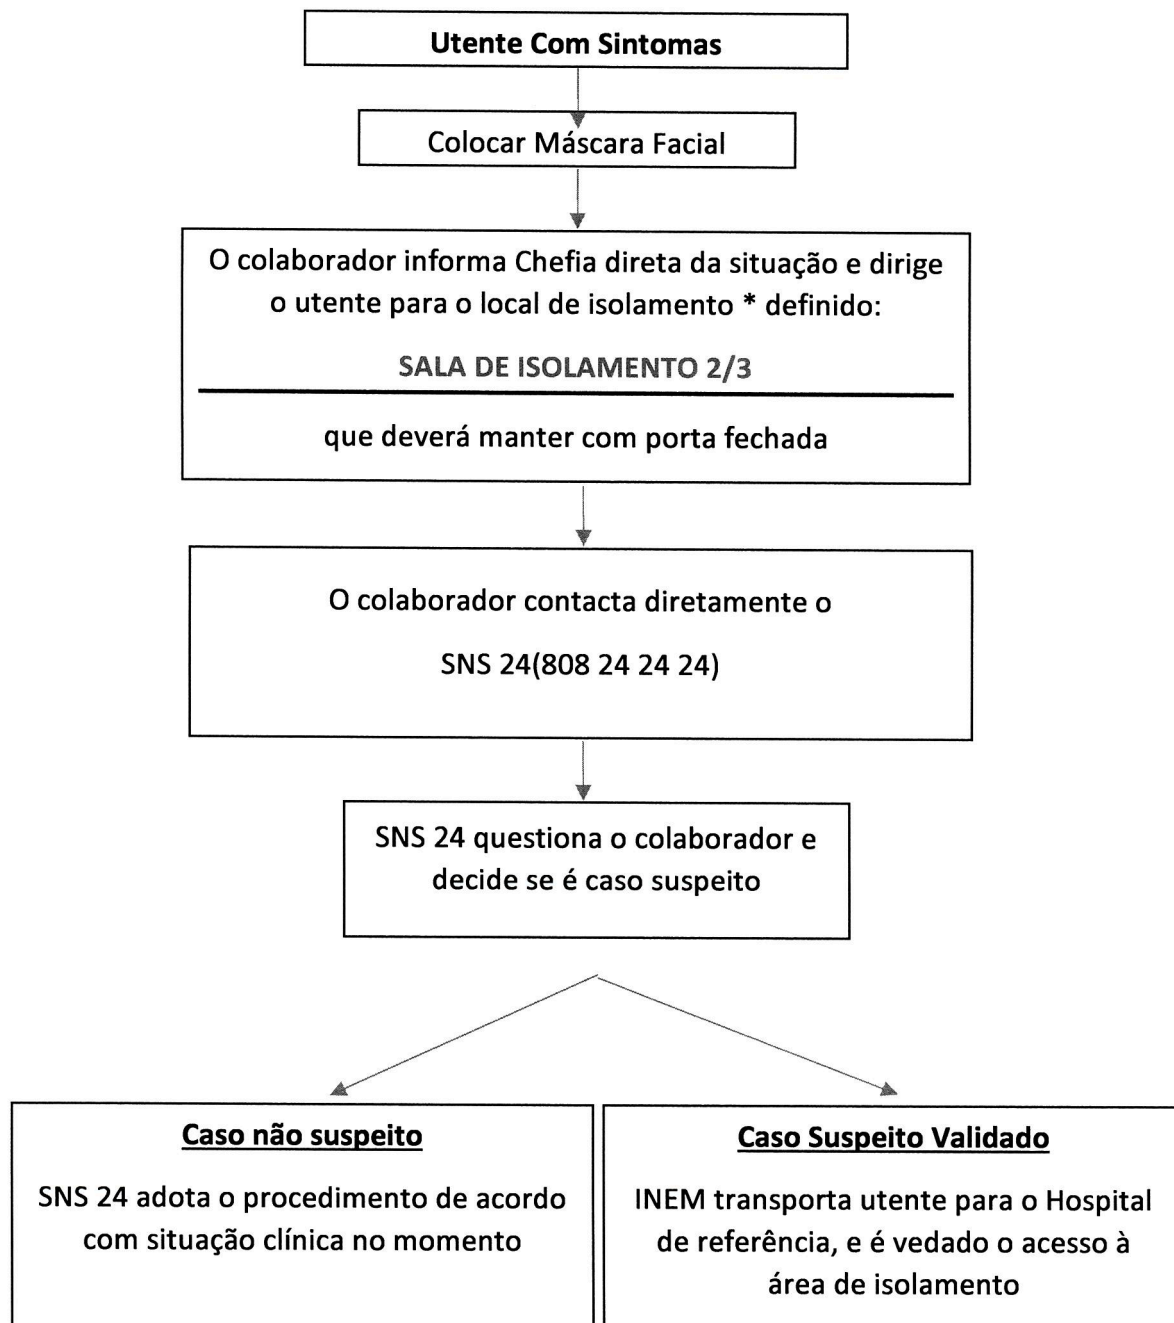 Utente Com Sintomas
Colocar Máscara Facial
O colaborador informa Chefia direta da situação e dirige
o utente para o local de isolamento * definido:
SALA DE ISOLAMENTO 2/3
que deverá manter com porta fechada
O colaborador contacta diretamente o
SNS 24(808 24 24 24)
SNS 24 questiona o colaborador e
decide se é caso suspeito
Caso não suspeito
SNS 24 adota o procedimento de acordo
com situação clínica no momento
Caso Suspeito Validado
INEM transporta utente para o Hospital
de referência, e é vedado o acesso à
área de isolamento